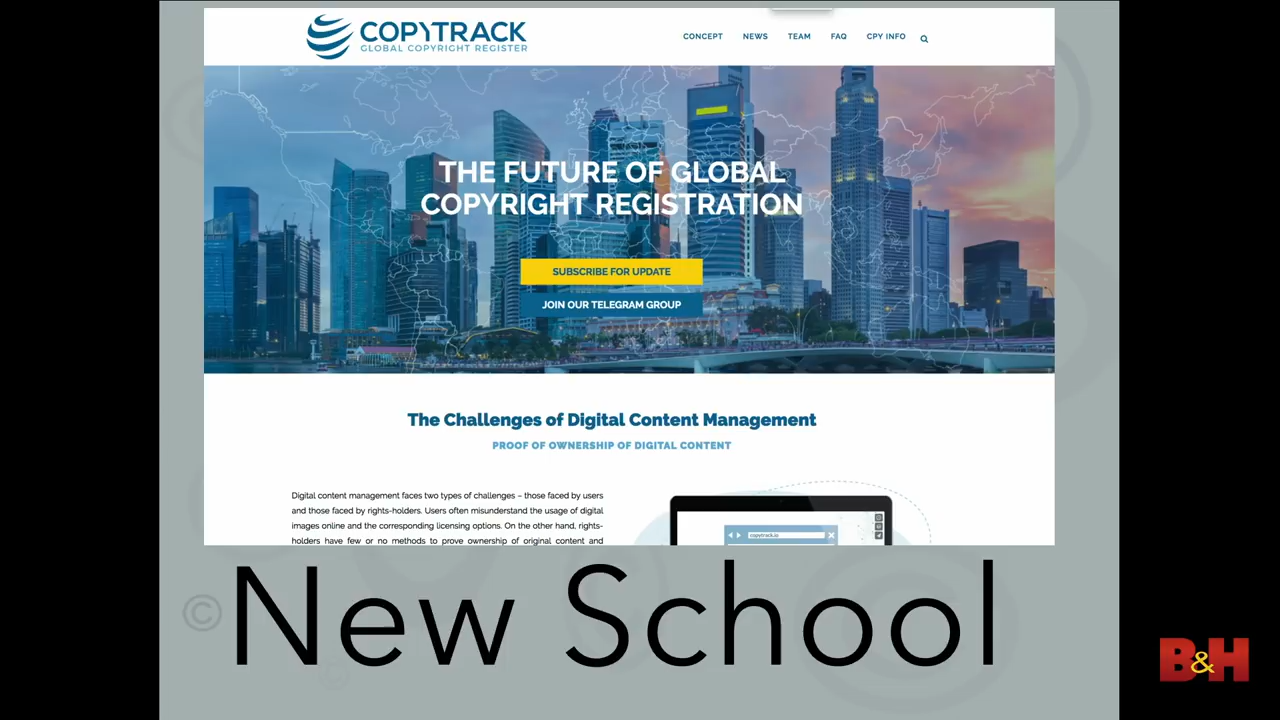 COPYTRACK
GLOBAL COPYRIGHT REGISTER
CONCEPT NEWS TEAM FAQ CPY INFO
THE FUTURE OF GLOBAL
COPYRIGHT REGISTRATION
SUBSCRIBE FOR UPDATE
JOIN OUR TELEGRAM GROUP
The Challenges of Digital Content Management
PROOF OF OWNERSHIP OF DIGITAL CONTENT
Digital content management faces two types of challenges – those faced by users
and those faced by rights-holders. Users often misunderstand the usage of digital
images online and the corresponding licensing options. On the other hand, rights-
holders have few or no methods to prove ownership of original content and
copytrack.io
© New School
B&H